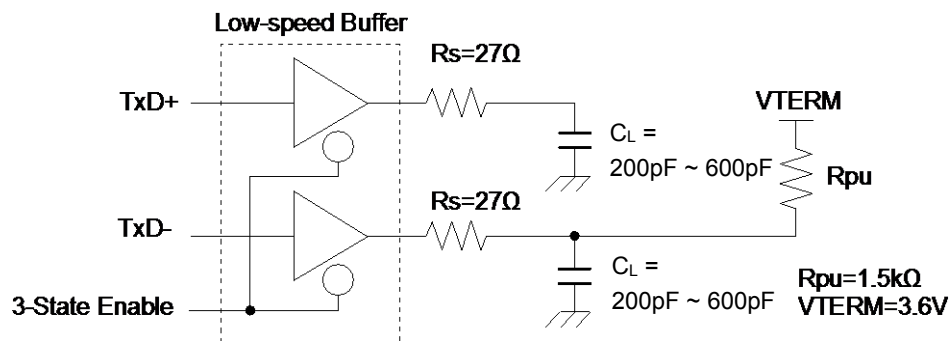 Low-speed Buffer
Rs=27Ω
TxD+
VTERM
CL =
200pF ~ 600pF
Rpu
Rs=27Ω
TxD-
CL =
200pF ~ 600pF
Rpu=1.5kΩ
VTERM=3.6V
3-State Enable